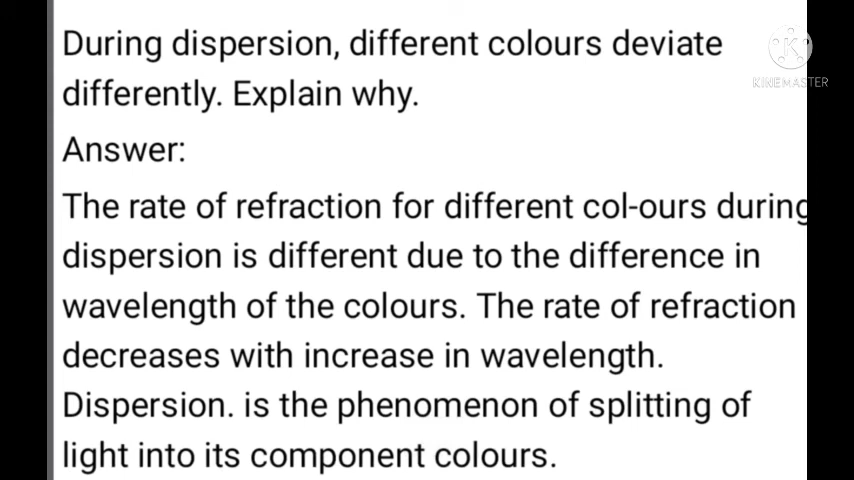 During dispersion, different colours deviate
differently. Explain why.
Answer:
The rate of refraction for different col-ours during
dispersion is different due to the difference in
wavelength of the colours. The rate of refraction
decreases with increase in wavelength.
Dispersion. is the phenomenon of splitting of
light into its component colours.
K
KINEMASTER